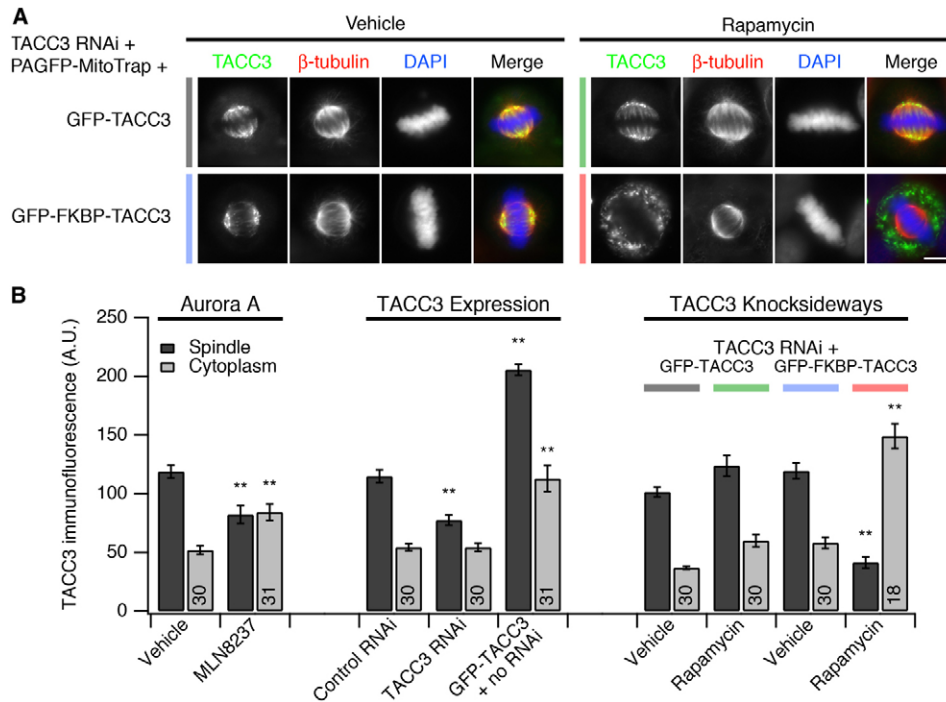 A
Vehicle
Rapamycin
TACC3 RNAi +
PAGFP-MitoTrap +
TACC3 β-tubulin DAPI Merge
TACC3 β-tubulin DAPI Merge
GFP-TACC3
GFP-FKBP-TACC3
B
Aurora A
TACC3 Expression
TACC3 Knocksideways
TACC3 RNAi +
GFP-TACC3 GFP-FKBP-TACC3
Spindle
Cytoplasm
TACC3 immunofluorescence (A.U.)
250
200
150
100
50
0
** **
**
**
**
**
**
30 31 30 30 31 30 30 30 18
Vehicle
MLN8237
Control RNAi
TACC3 RNAi
GFP-TACC3
+ no RNAi
Vehicle
Rapamycin
Vehicle
Rapamycin